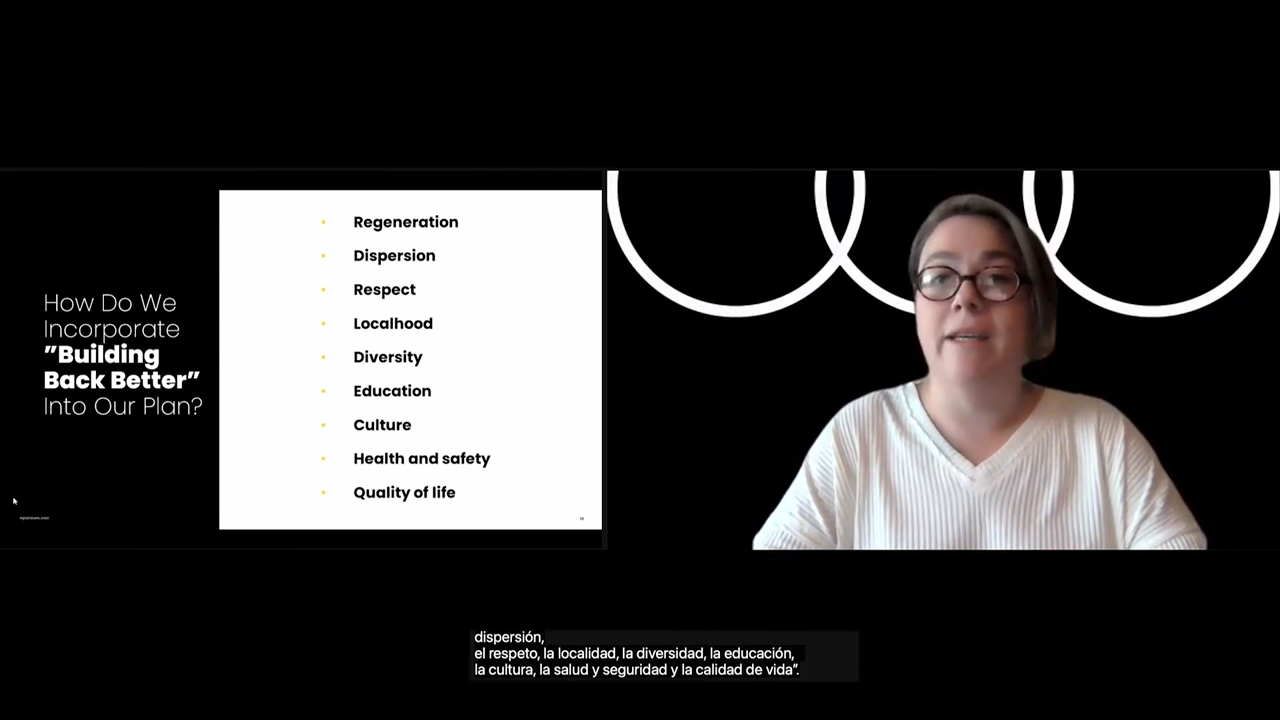 How Do We
Incorporate
”Building
Back Better”
Into Our Plan?
• Regeneration
• Dispersion
• Respect
• Localhood
• Diversity
• Education
• Culture
• Health and safety
• Quality of life
dispersión,
el respeto, la localidad, la diversidad, la educación,
la cultura, la salud y seguridad y la calidad de vida”.